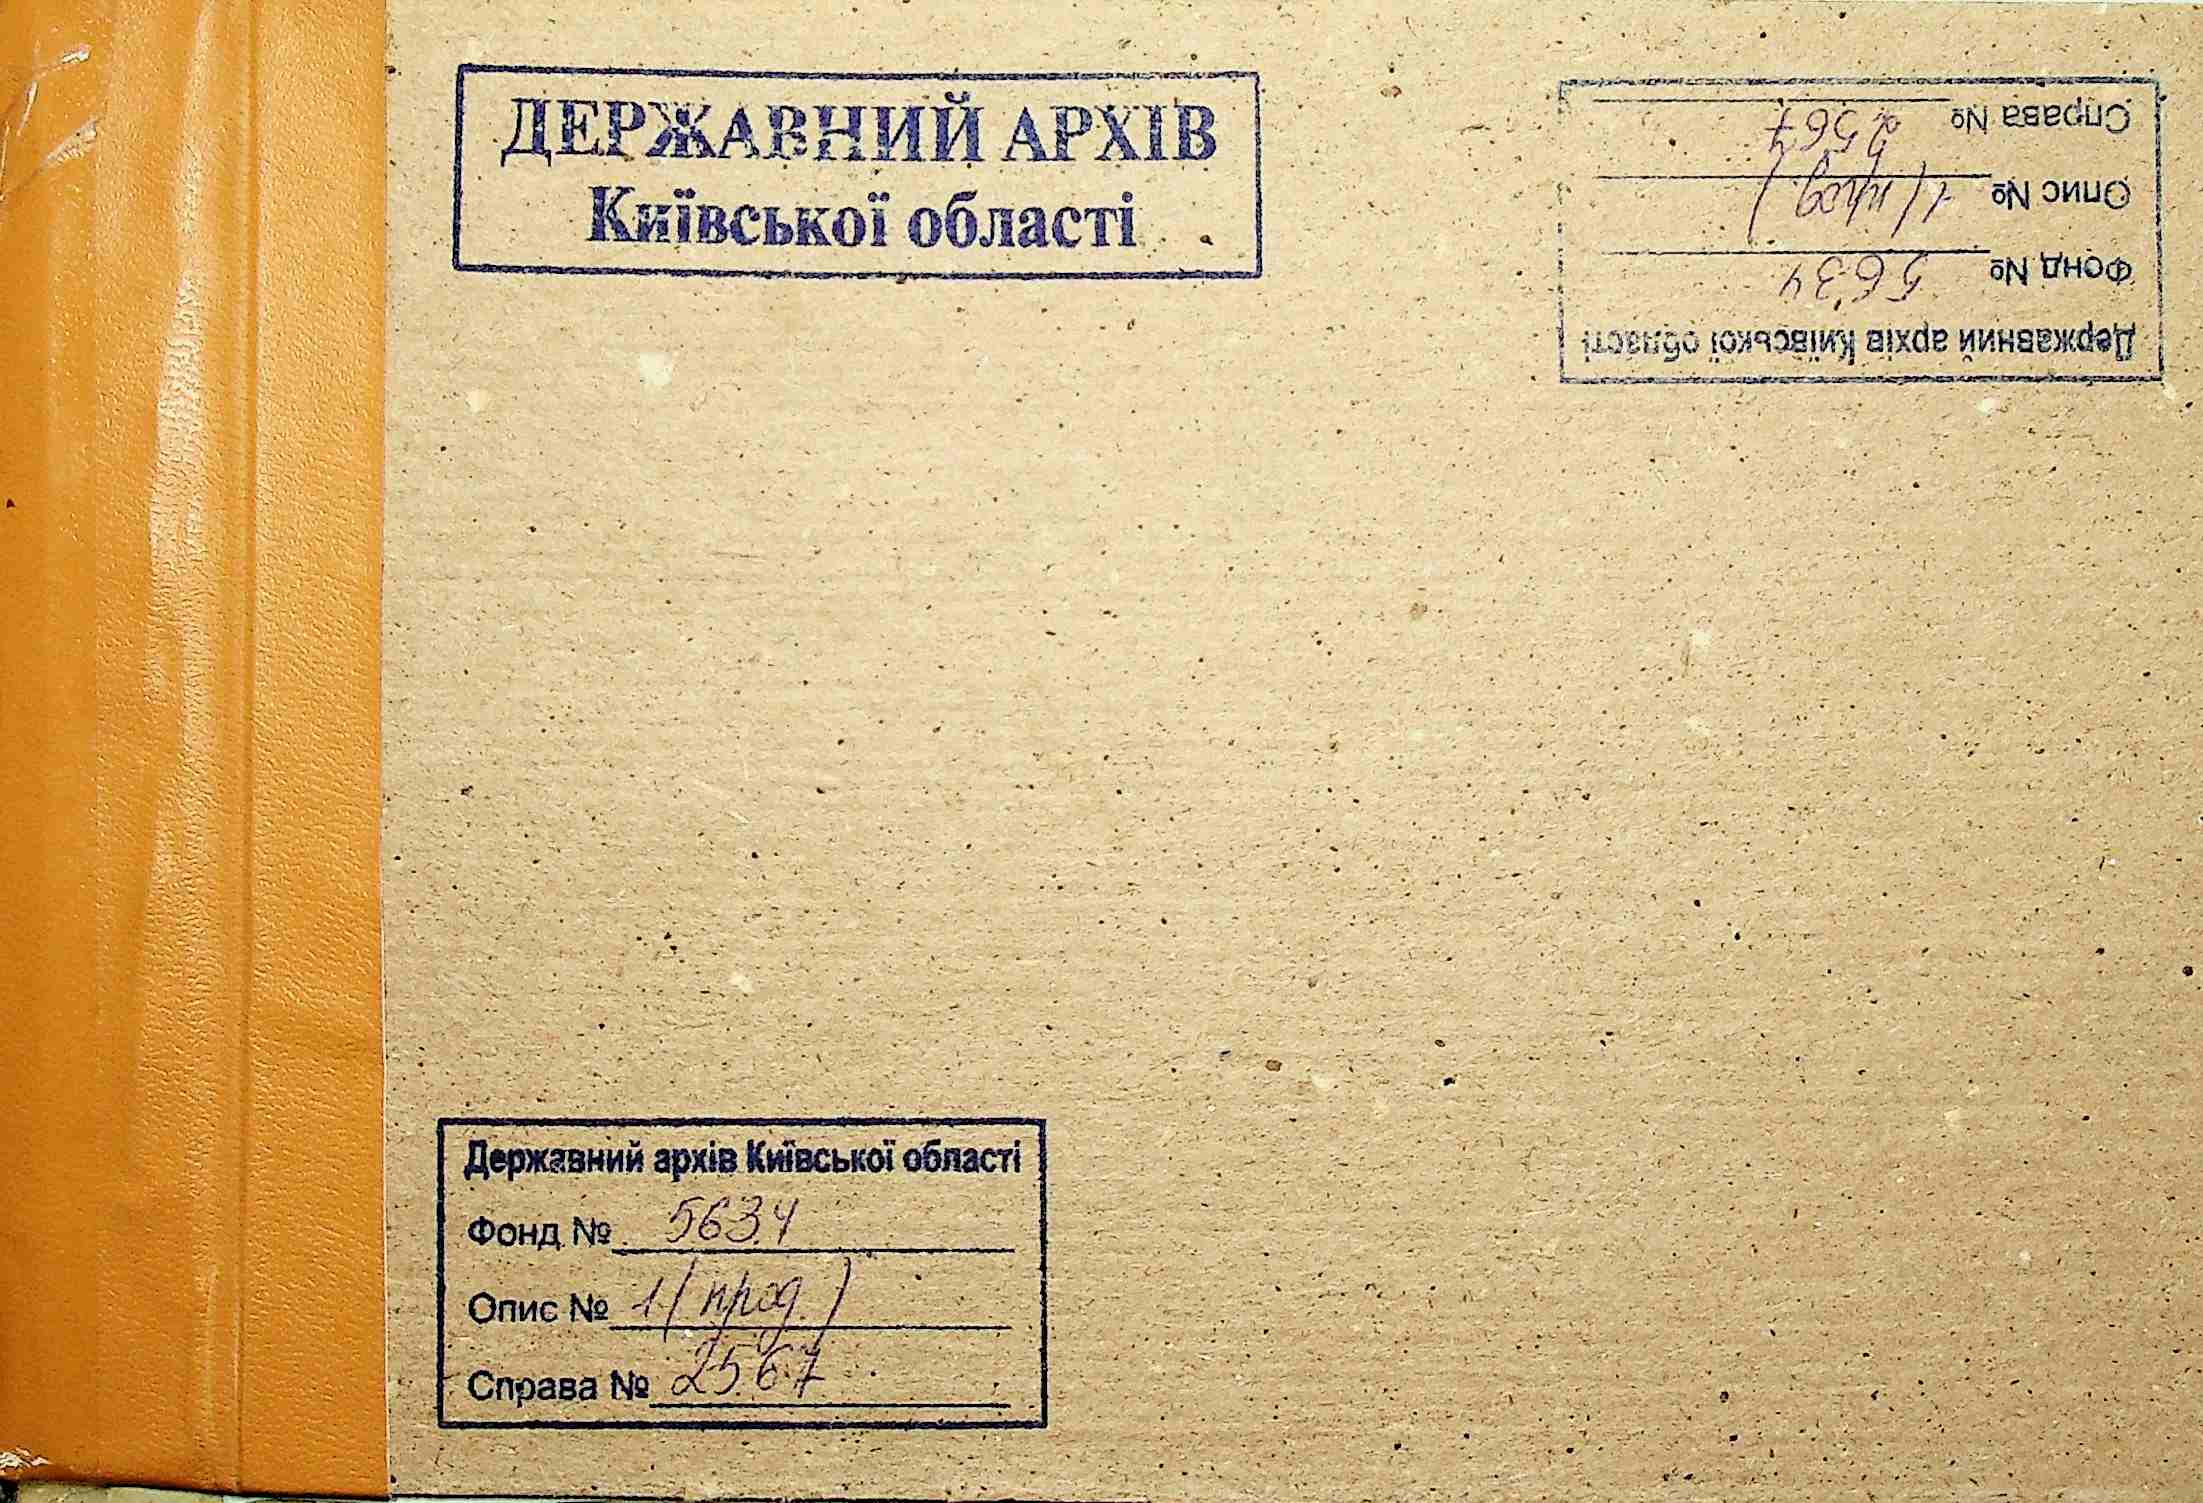 ДЕРЖАВНИЙ АРХІВ
Київської області
Державний архів Київської області
Фонд № 5634
Опис № 1(прод.)
Справа № 2567
Державний архів Київської області
Фонд № 5634
Опис № 1(прод.)
Справа № 2567